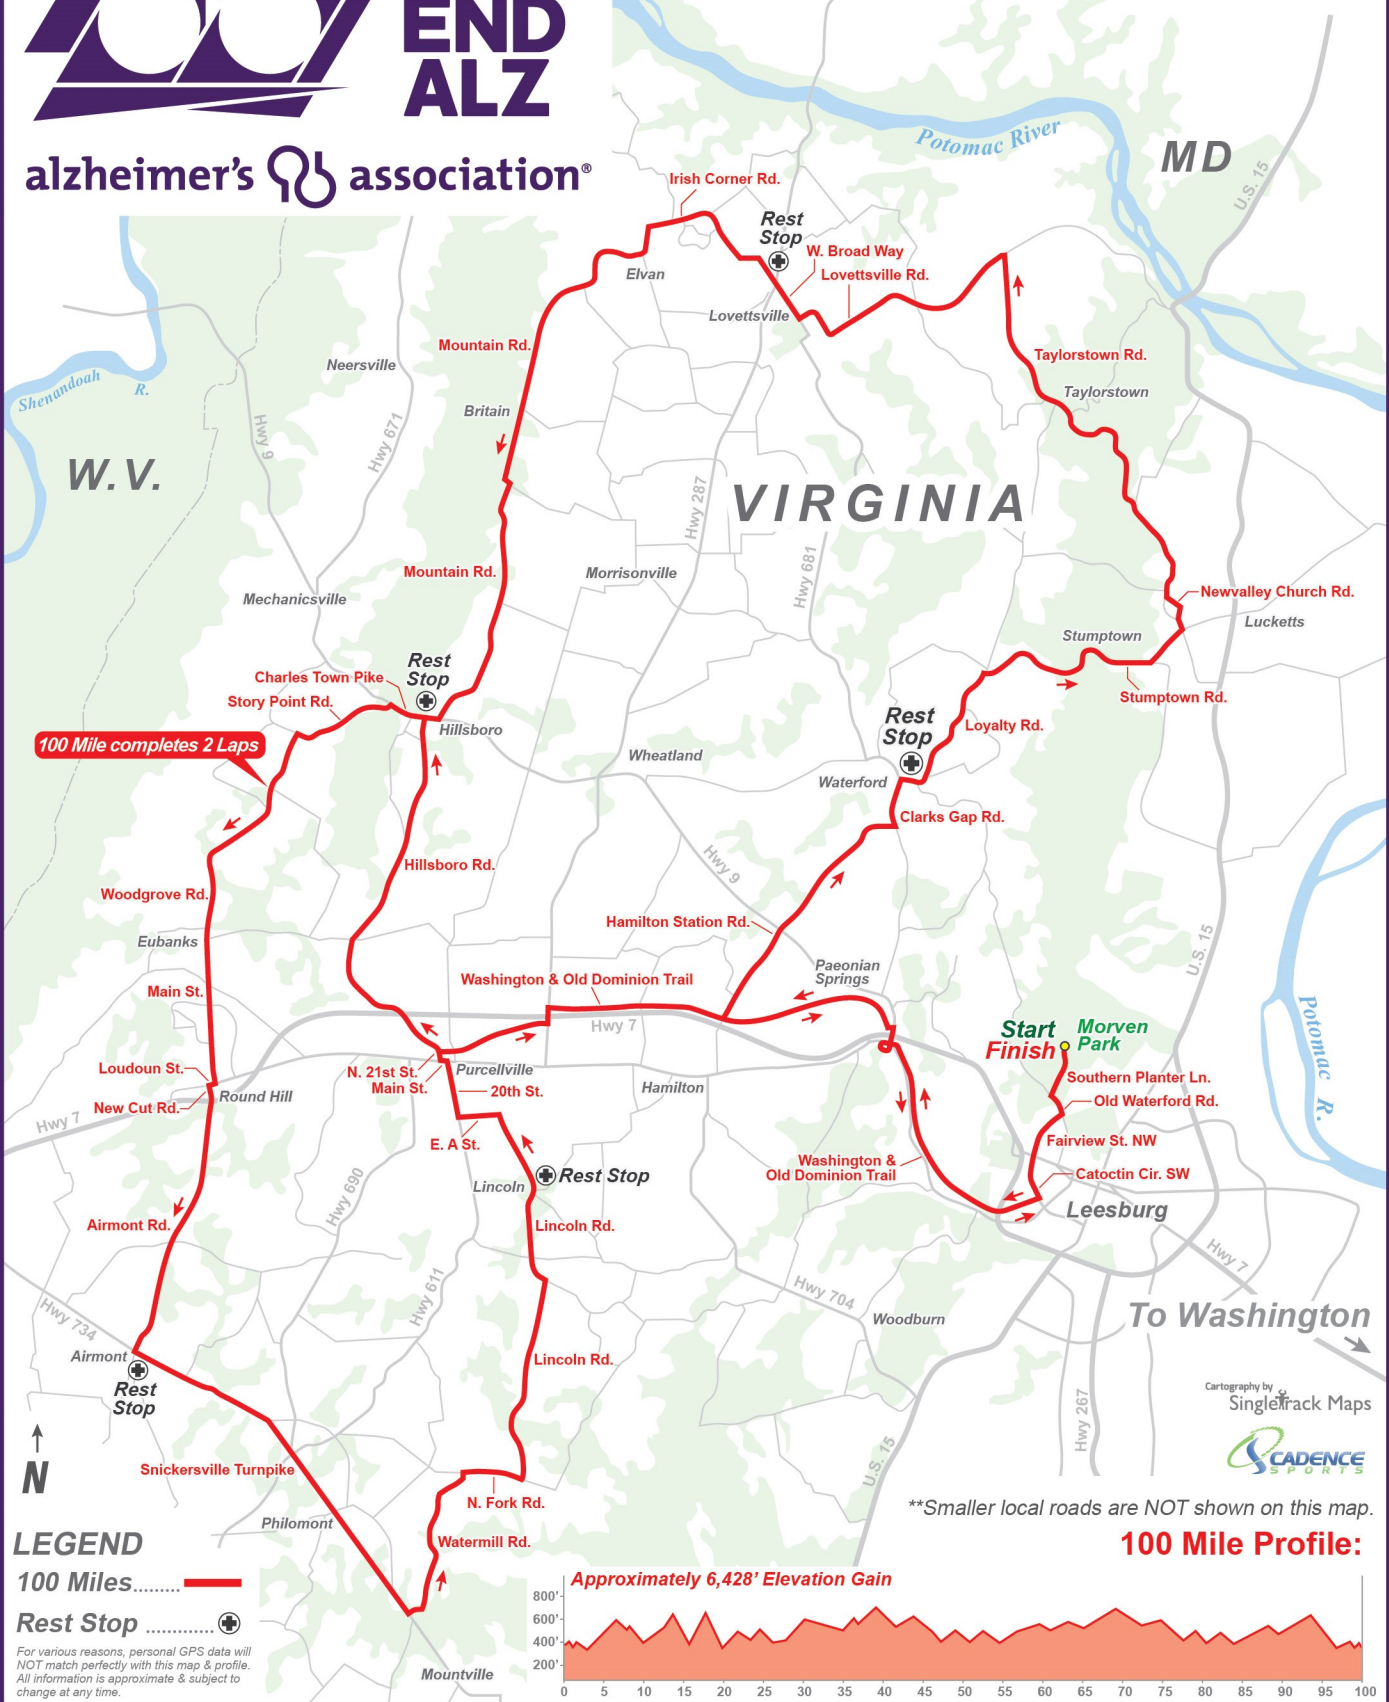 END
ALZ
alzheimer's association®
Potomac River
MD
U.S. 15
Irish Corner Rd.
Rest
Stop
W. Broad Way
Lovettsville Rd.
Elvan
Lovettsville
Mountain Rd.
Neersville
Taylorstown Rd.
Taylorstown
Shenandoah
R.
Britain
Hwy 9
Hwy 671
W.V.
Hwy 287
VIRGINIA
Hwy 681
Mountain Rd.
Morrisonville
Mechanicsville
Newvalley Church Rd.
Lucketts
Stumptown
Rest
Stop
Charles Town Pike
Story Point Rd.
Stumptown Rd.
Hillsboro
Rest
Stop
Loyalty Rd.
100 Mile completes 2 Laps
Wheatland
Waterford
Clarks Gap Rd.
Hwy 9
Hillsboro Rd.
Woodgrove Rd.
Hamilton Station Rd.
Eubanks
U.S. 15
Paeonian
Springs
Washington & Old Dominion Trail
Main St.
Potomac R.
Hwy 7
Start
Finish
Morven
Park
Loudoun St.
N. 21st St.
Main St.
Purcellville
Southern Planter Ln.
Hamilton
20th St.
Round Hill
New Cut Rd.
Old Waterford Rd.
Hwy 7
E. A St.
Fairview St. NW
Washington &
Old Dominion Trail
Catoctin Cir. SW
Rest Stop
Lincoln
Hwy 690
Leesburg
Airmont Rd.
Lincoln Rd.
Hwy 7
Hwy 611
Hwy 704
Hwy 734
Woodburn
To Washington
Airmont
Lincoln Rd.
Rest
Stop
Cartography by
SingleTrack Maps
Hwy 267
CADENCE
SPORTS
U.S. 15
N
Snickersville Turnpike
N. Fork Rd.
**Smaller local roads are NOT shown on this map.
Philomont
Watermill Rd.
LEGEND
100 Miles.........
Rest Stop .............
For various reasons, personal GPS data will
NOT match perfectly with this map & profile.
All information is approximate & subject to
change at any time.
Mountville
100 Mile Profile:
Approximately 6,428' Elevation Gain
800'
600'
400'
200'
0 5 10 15 20 25 30 35 40 45 50 55 60 65 70 75 80 85 90 95 100